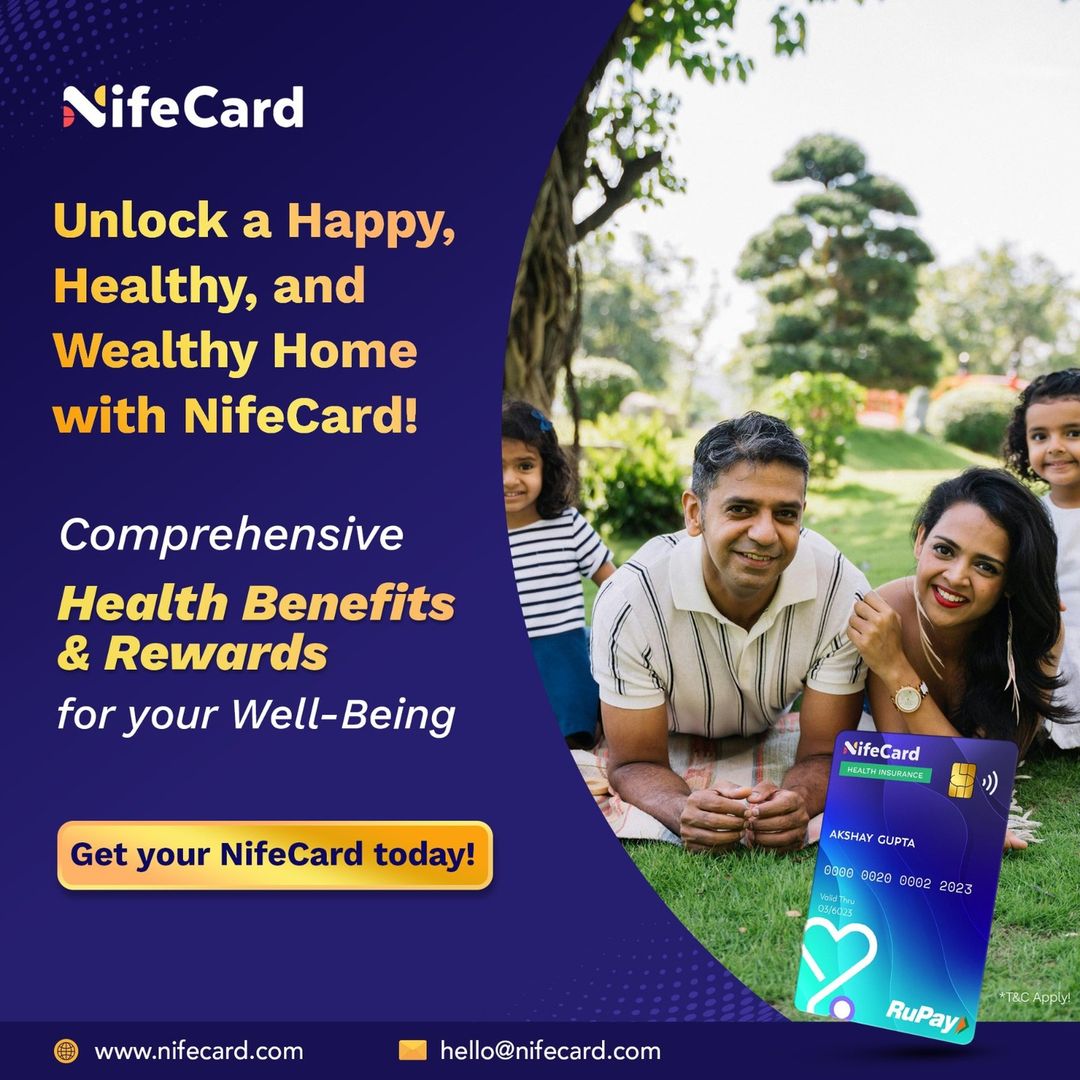 NifeCard
Unlock a Happy,
Healthy, and
Wealthy Home
with NifeCard!
Comprehensive
Health Benefits
& Rewards
for your Well-Being
Get your NifeCard today!
NifeCard
HEALTH INSURANCE
AKSHAY GUPTA
0000 0020 0002 2023
Valid Thru
03/6023
RuPay
*T&C Apply!
www.nifecard.com
hello@nifecard.com